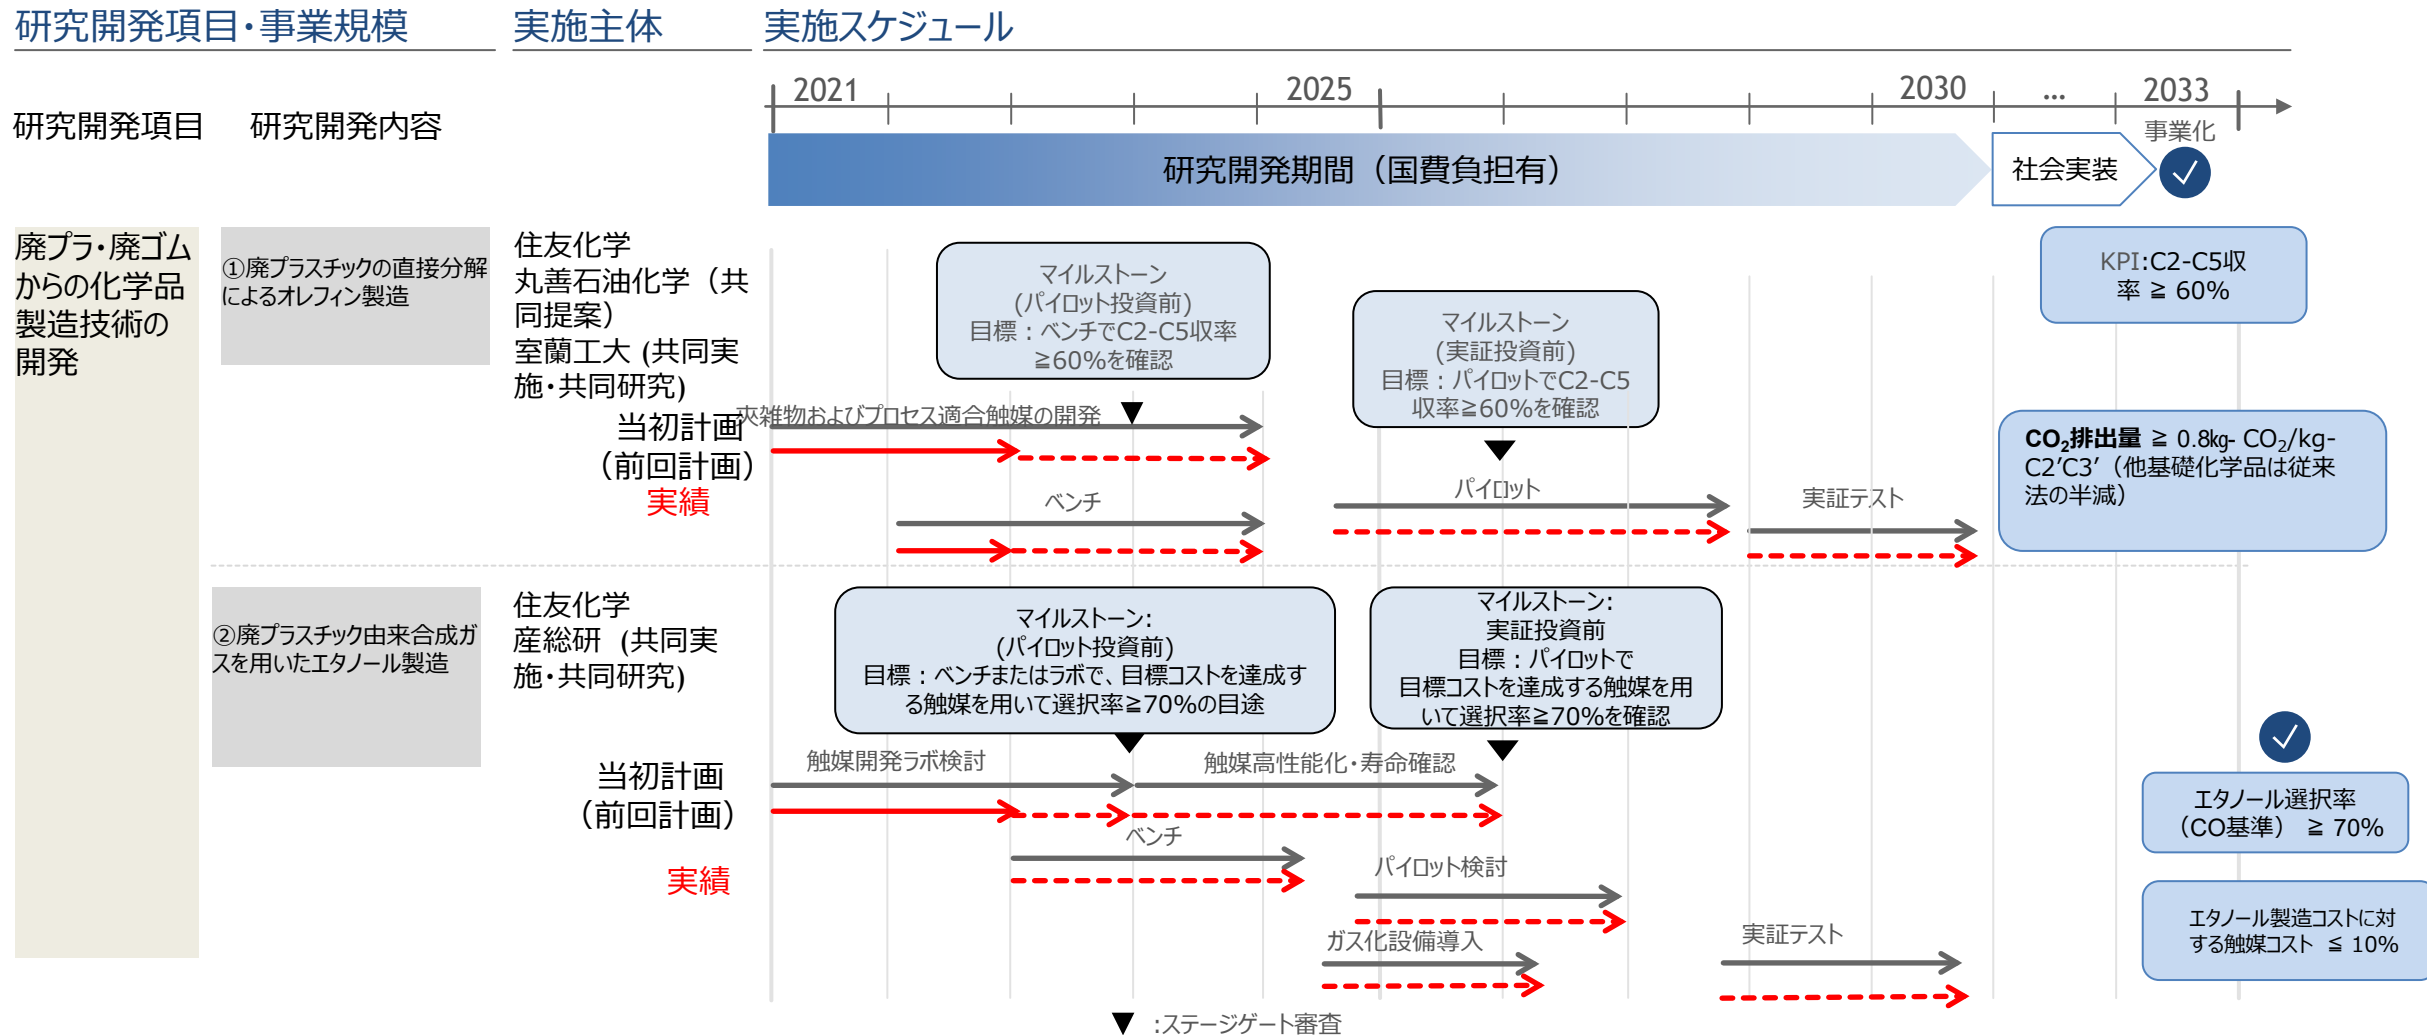 研究開発項目・事業規模
実施主体
実施スケジュール
2021
2025
2030
...
2033
研究開発項目
研究開発内容
事業化
研究開発期間（国費負担有）
社会実装
廃プラ・廃ゴム
からの化学品
製造技術の
開発
①廃プラスチックの直接分解
によるオレフィン製造
住友化学
丸善石油化学（共
同提案）
室蘭工大 (共同実
施・共同研究)
当初計画
（前回計画）
実績
マイルストーン
(パイロット投資前)
目標：ベンチでC2-C5収率
≧60%を確認
マイルストーン
(実証投資前)
目標：パイロットでC2-C5
収率≧60%を確認
KPI:C2-C5収
率 ≧ 60%
夾雑物およびプロセス適合触媒の開発
ベンチ
パイロット
実証テスト
CO₂排出量 ≧ 0.8kg- CO₂/kg-
C2’C3’（他基礎化学品は従来
法の半減）
②廃プラスチック由来合成ガ
スを用いたエタノール製造
住友化学
産総研 (共同実
施・共同研究)
当初計画
（前回計画）
実績
マイルストーン:
(パイロット投資前)
目標：ベンチまたはラボで、目標コストを達成す
る触媒を用いて選択率≧70%の目途
マイルストーン:
実証投資前
目標：パイロットで
目標コストを達成する触媒を用
いて選択率≧70%を確認
触媒開発ラボ検討
触媒高性能化・寿命確認
ベンチ
パイロット検討
ガス化設備導入
実証テスト
エタノール選択率
（CO基準） ≧ 70%
エタノール製造コストに対
する触媒コスト ≦ 10%
▼ :ステージゲート審査